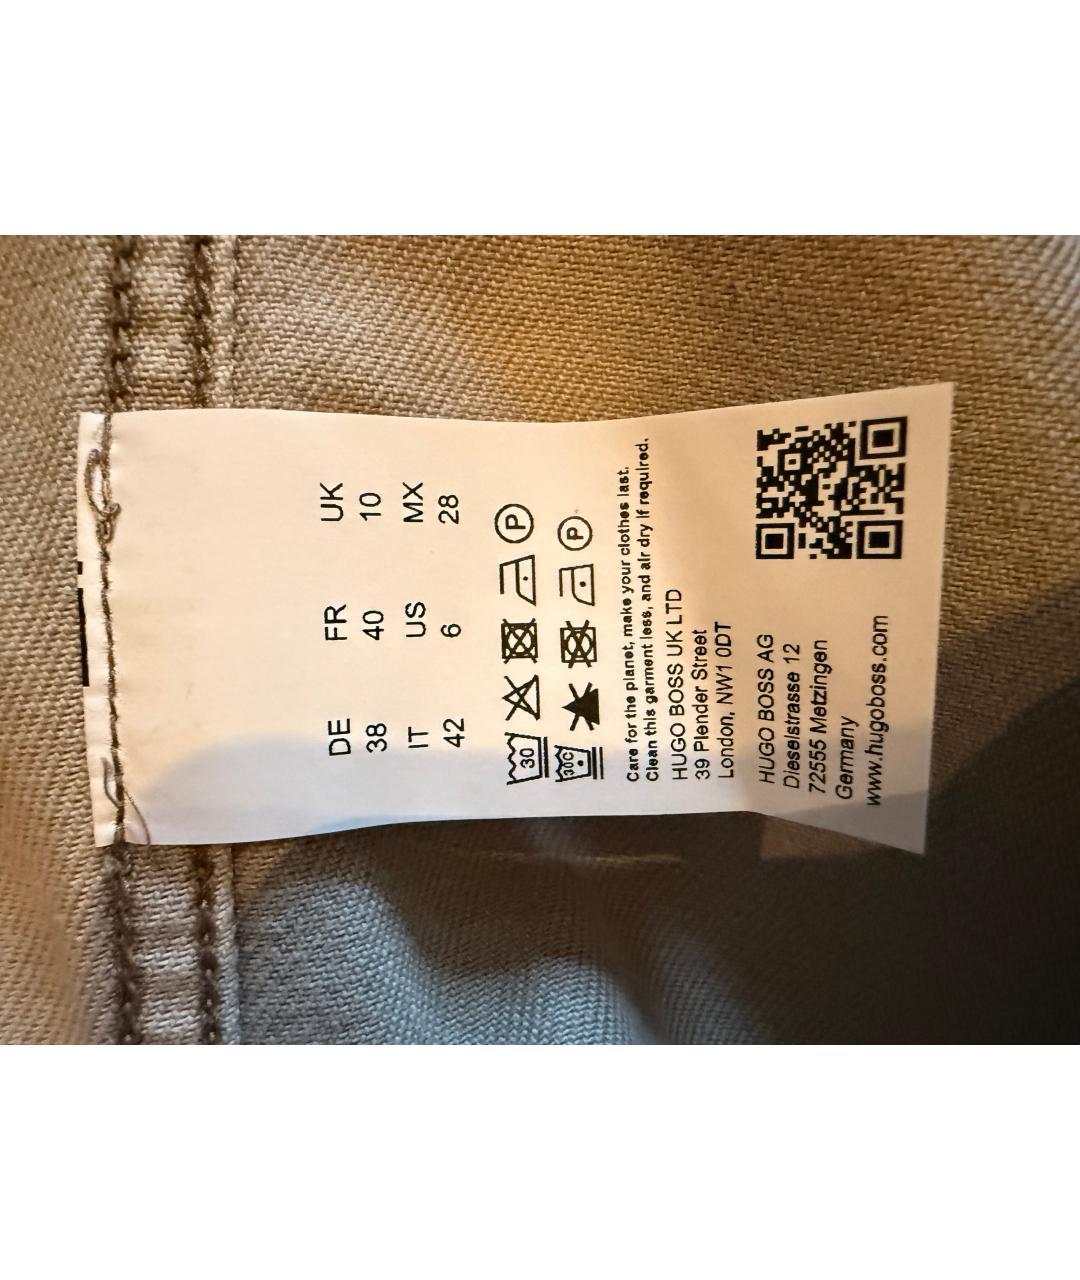 DE FR UK
38 40 10
IT US MX
42 6 28
30 P
30C P
Care for the planet, make your clothes last.
Clean this garment less, and air dry if required.
HUGO BOSS UK LTD
39 Plender Street
London, NW1 0DT
HUGO BOSS AG
Dieselstrasse 12
72555 Metzingen
Germany
www.hugoboss.com